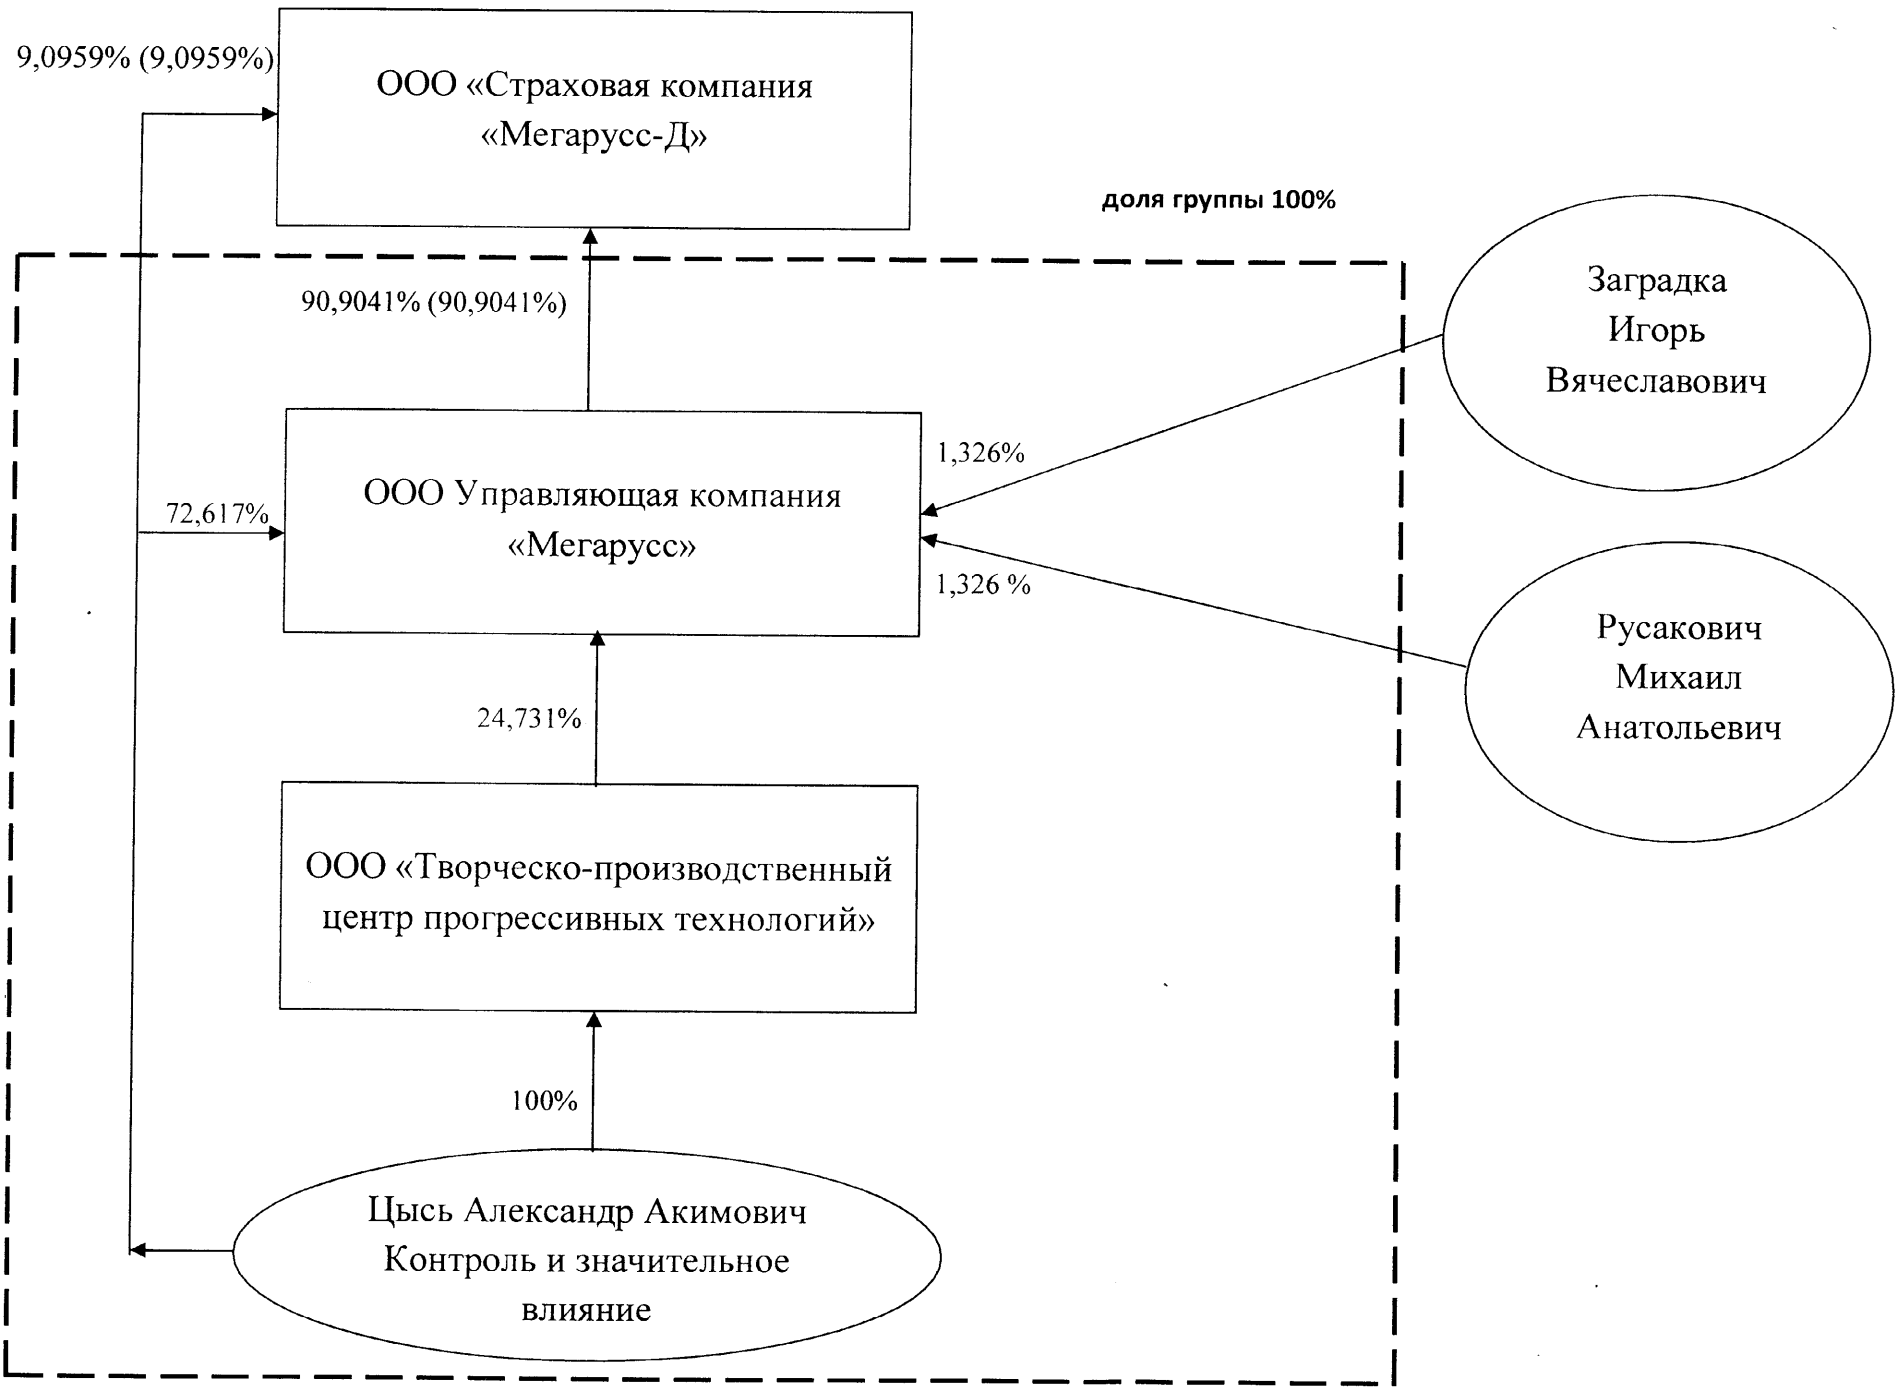 9,0959% (9,0959%)
ООО «Страховая компания
«Мегарусс-Д»
доля группы 100%
90,9041% (90,9041%)
Заградка
Игорь
Вячеславович
1,326%
72,617%
ООО Управляющая компания
«Мегарусс»
1,326 %
Русакович
Михаил
Анатольевич
24,731%
ООО «Творческо-производственный
центр прогрессивных технологий»
100%
Цысь Александр Акимович
Контроль и значительное
влияние